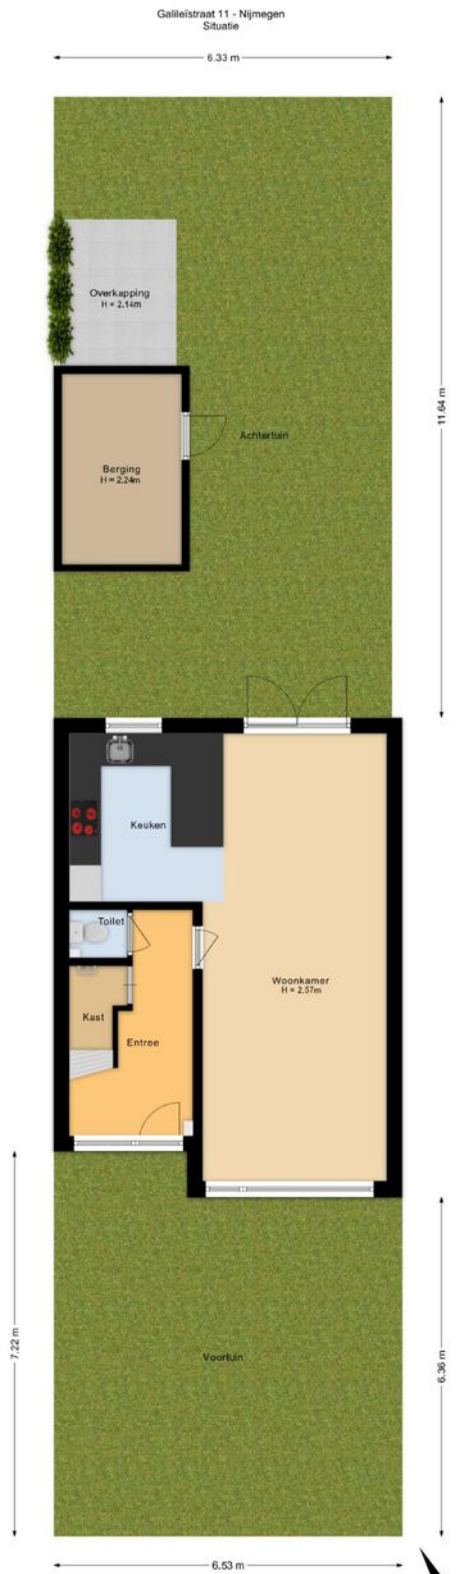 Galileïstraat 11 - Nijmegen
Situatie
6.33 m
11.64 m
Overkapping
H = 2.14m
Achtertuin
Berging
H = 2.24m
Keuken
Toilet
Woonkamer
H = 2.57m
Kast
Entree
7.22 m
Voortuin
6.36 m
6.53 m